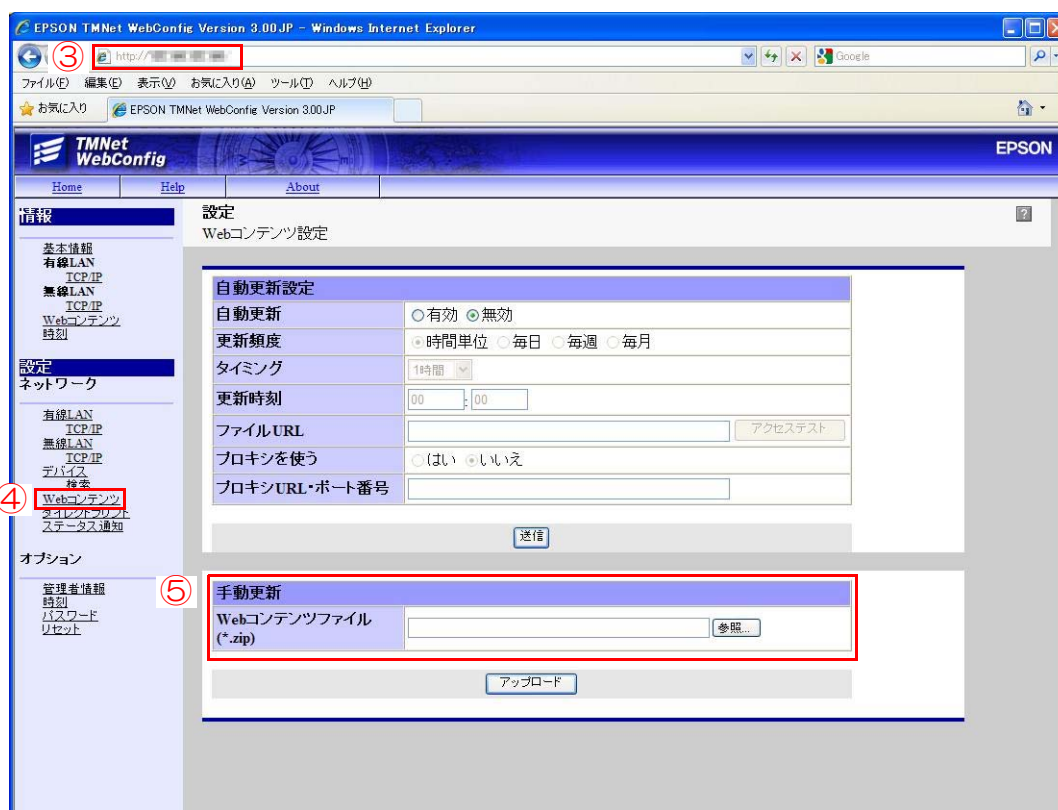 EPSON TMNet WebConfig Version 3.00JP - Windows Internet Explorer
③ http://
Google
ファイル(F) 編集(E) 表示(V) お気に入り(A) ツール(T) ヘルプ(H)
お気に入り EPSON TMNet WebConfig Version 3.00JP
TMNet
WebConfig
EPSON
Home Help About
情報
基本情報
有線LAN
TCP/IP
無線LAN
TCP/IP
Webコンテンツ
時刻
設定
ネットワーク
有線LAN
TCP/IP
無線LAN
TCP/IP
デバイス
検索
④ Webコンテンツ
ダイレクトプリント
ステータス通知
オプション
管理者情報
時刻
パスワード
リセット
設定
Webコンテンツ設定
?
自動更新設定
自動更新 有効 無効
更新頻度 時間単位 毎日 毎週 毎月
タイミング 1時間
更新時刻 00 : 00
ファイルURL アクセステスト
プロキシを使う はい いいえ
プロキシURL・ポート番号
送信
⑤ 手動更新
Webコンテンツファイル
(*.zip) 参照...
アップロード